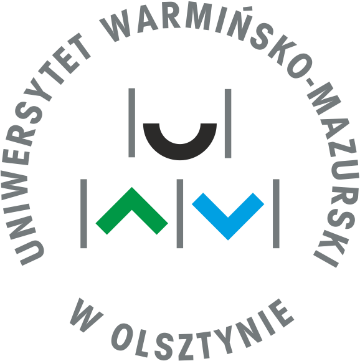 UNIWERSYTET WARMIŃSKO-MAZURSKI
W OLSZTYNIE